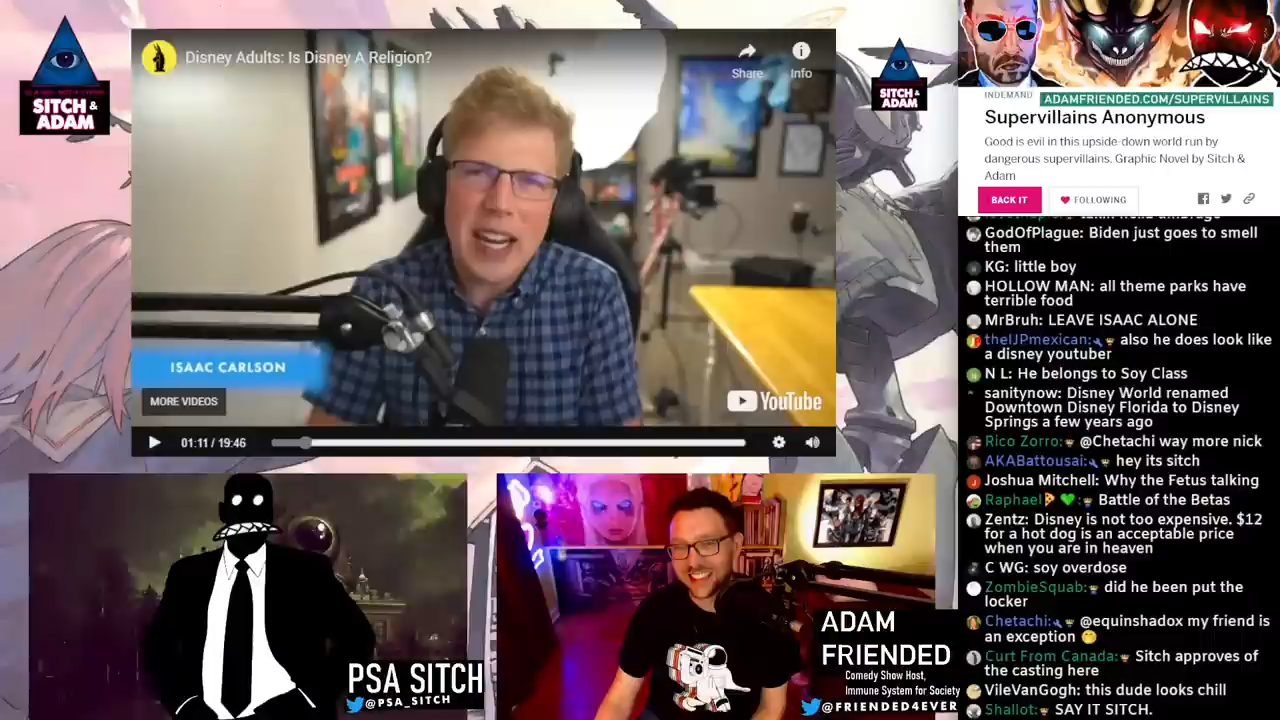 Disney Adults: Is Disney A Religion?
Share
Info
SITCH &
ADAM
SITCH &
ADAM
ISAAC CARLSON
MORE VIDEOS
YouTube
01:11 / 19:46
PSA SITCH
@PSA_SITCH
ADAM
FRIENDED
Comedy Show Host,
Immune System for Society
@FRIENDED4EVER
INDEMAND
ADAMFRIENDED.COM/SUPERVILLAINS
Supervillains Anonymous
Good is evil in this upside-down world run by
dangerous supervillains. Graphic Novel by Sitch &
Adam
BACK IT
FOLLOWING
GodOfPlague: Biden just goes to smell
them
KG: little boy
HOLLOW MAN: all theme parks have
terrible food
MrBruh: LEAVE ISAAC ALONE
theIJPmexican: also he does look like
a disney youtuber
N L: He belongs to Soy Class
sanitynow: Disney World renamed
Downtown Disney Florida to Disney
Springs a few years ago
Rico Zorro: @Chetachi way more nick
AKABattousai: hey its sitch
Joshua Mitchell: Why the Fetus talking
Raphael: Battle of the Betas
Zentz: Disney is not too expensive. $12
for a hot dog is an acceptable price
when you are in heaven
C WG: soy overdose
ZombieSquab: did he been put the
locker
Chetachi: @equinshadox my friend is
an exception
Curt From Canada: Sitch approves of
the casting here
VileVanGogh: this dude looks chill
Shallot: SAY IT SITCH.